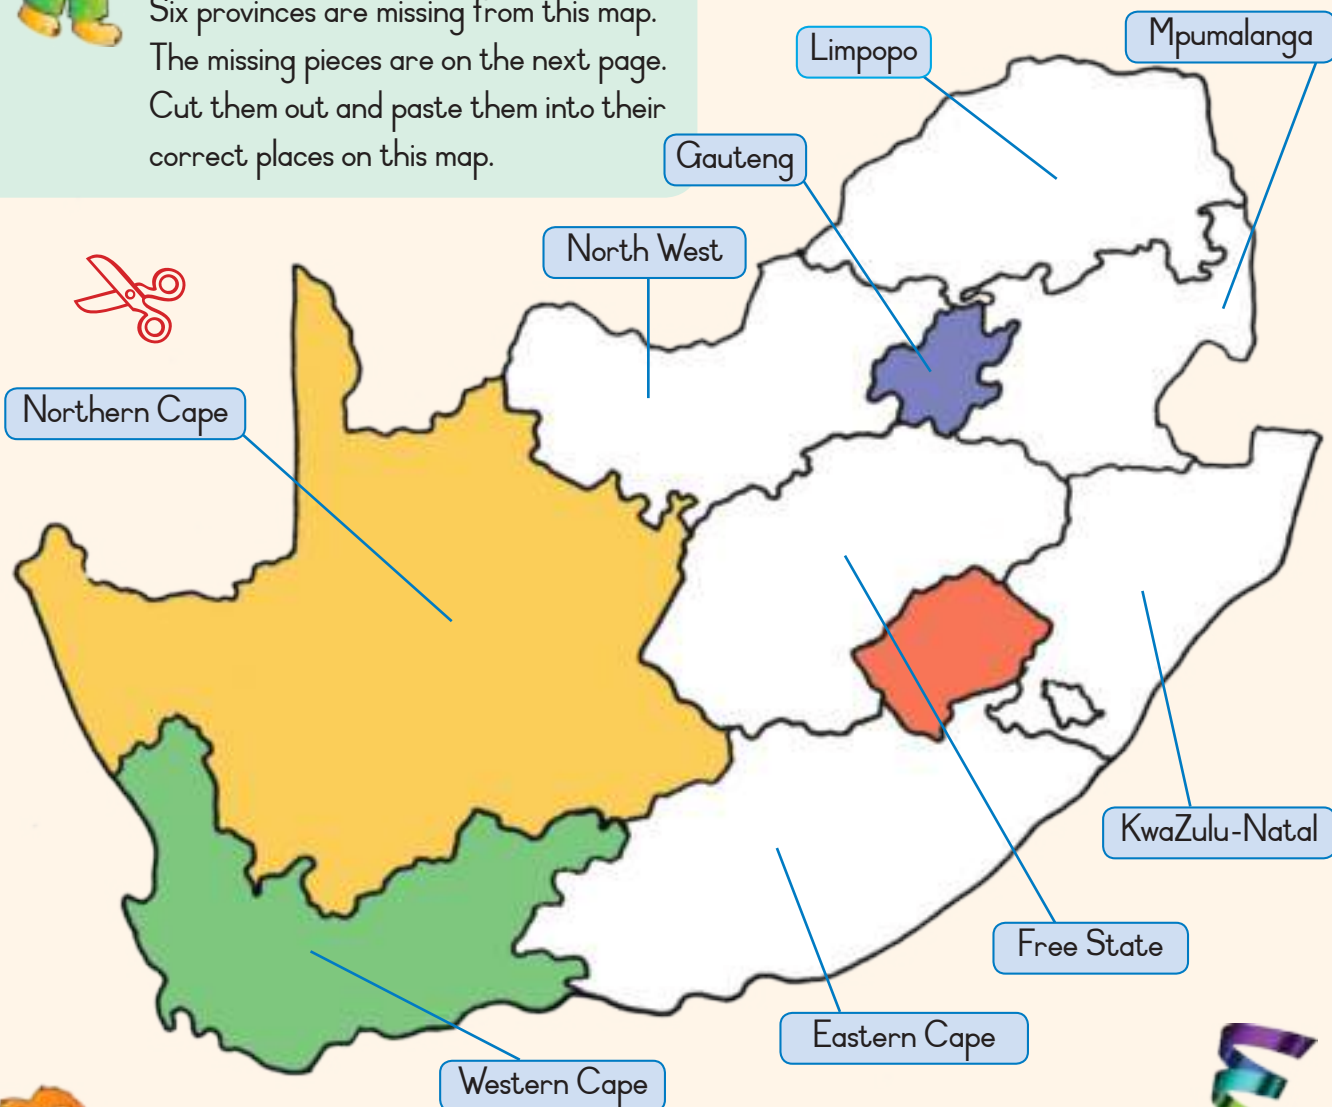 Six provinces are missing from this map.
The missing pieces are on the next page.
Cut them out and paste them into their
correct places on this map.
Mpumalanga
Limpopo
Gauteng
North West
Northern Cape
KwaZulu-Natal
Free State
Eastern Cape
Western Cape